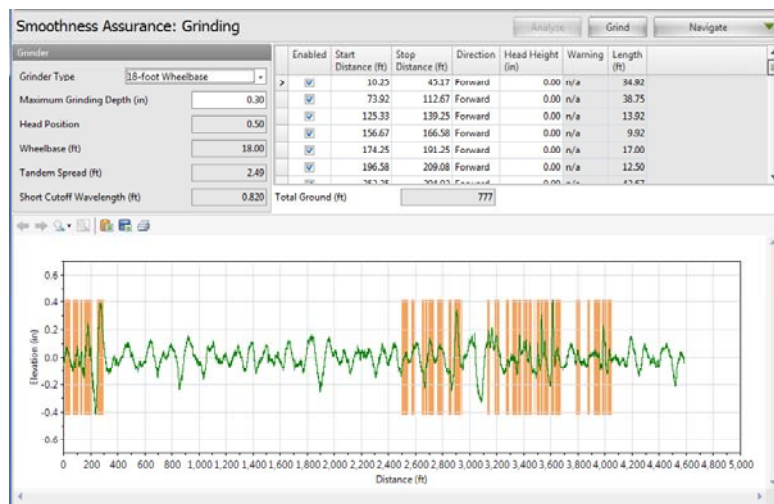 Smoothness Assurance: Grinding
Analyze Grind Navigate
Grinder
Grinder Type 18-foot Wheelbase
Maximum Grinding Depth (in) 0.30
Head Position 0.50
Wheelbase (ft) 18.00
Tandem Spread (ft) 2.49
Short Cutoff Wavelength (ft) 0.820
Enabled Start Distance (ft) Stop Distance (ft) Direction Head Height (in) Warning Length (ft)
10.25 45.17 Forward 0.00 n/a 34.92
73.92 112.67 Forward 38.75 0.00 n/a
125.33 139.25 Forward 0.00 n/a 13.92
156.67 166.58 Forward 0.00 n/a 9.92
174.25 191.25 Forward 0.00 n/a 17.00
196.58 209.08 Forward 0.00 n/a 12.50
Total Ground (ft) 777
Elevation (in)
0.6
0.4
0.2
0.0
-0.2
-0.4
-0.6
0 200 400 600 800 1,000 1,200 1,400 1,600 1,800 2,000 2,200 2,400 2,600 2,800 3,000 3,200 3,400 3,600 3,800 4,000 4,200 4,400 4,600 4,800 5,000
Distance (ft)